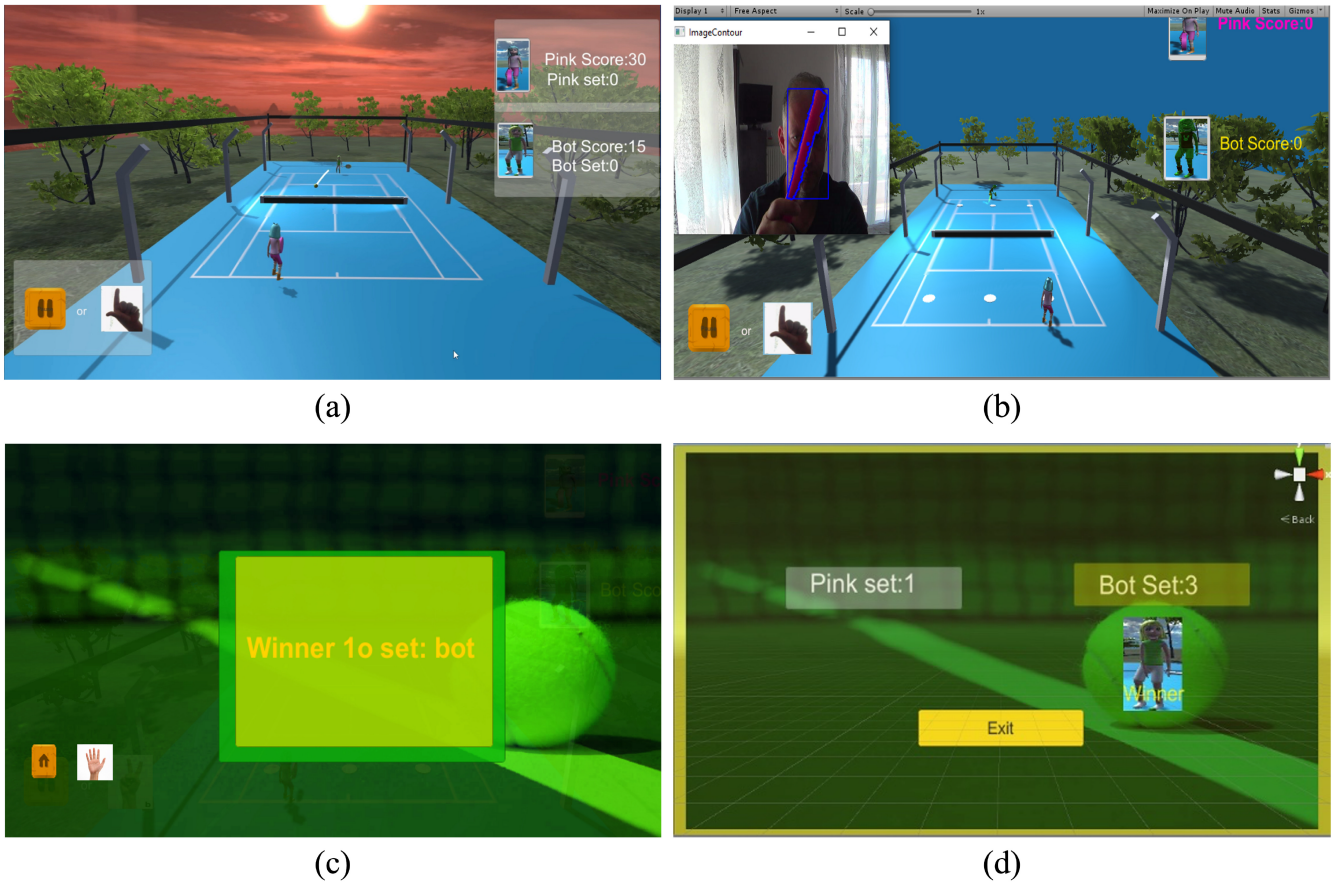 Pink Score:30
Pink set:0
Bot Score:15
Bot Set:0
or
(a)
Display 1 Free Aspect Scale 1x Maximize On Play Mute Audio Stats Gizmos
ImageContour
Pink Score:0
Bot Score:0
or
(b)
Winner 1o set: bot
Bot Sco
(c)
Back
Pink set:1
Bot Set:3
Winner
Exit
(d)